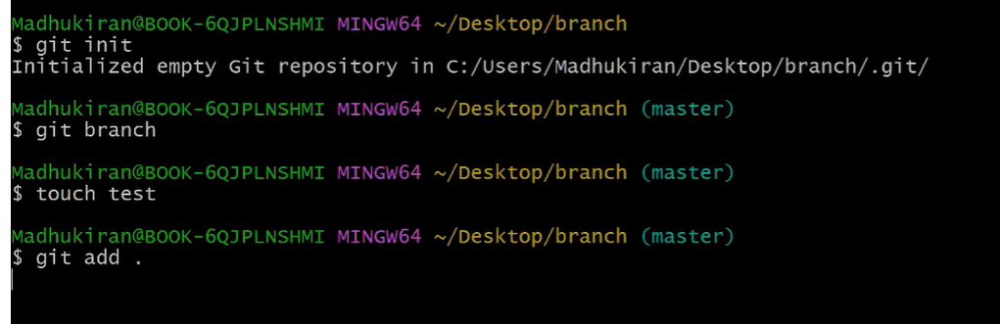 Madhukiran@BOOK-6QJPLNSHMI MINGW64 ~/Desktop/branch
$ git init
Initialized empty Git repository in C:/Users/Madhukiran/Desktop/branch/.git/
Madhukiran@BOOK-6QJPLNSHMI MINGW64 ~/Desktop/branch (master)
$ git branch
Madhukiran@BOOK-6QJPLNSHMI MINGW64 ~/Desktop/branch (master)
$ touch test
Madhukiran@BOOK-6QJPLNSHMI MINGW64 ~/Desktop/branch (master)
$ git add .